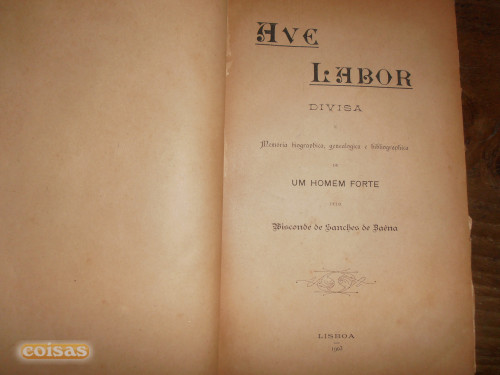 AVE
LABOR
DIVISA
E
Memoria biographica, genealogica e bibliographica
DE
UM HOMEM FORTE
PELO
Visconde de Sanches de Baêna
LISBOA
coisas